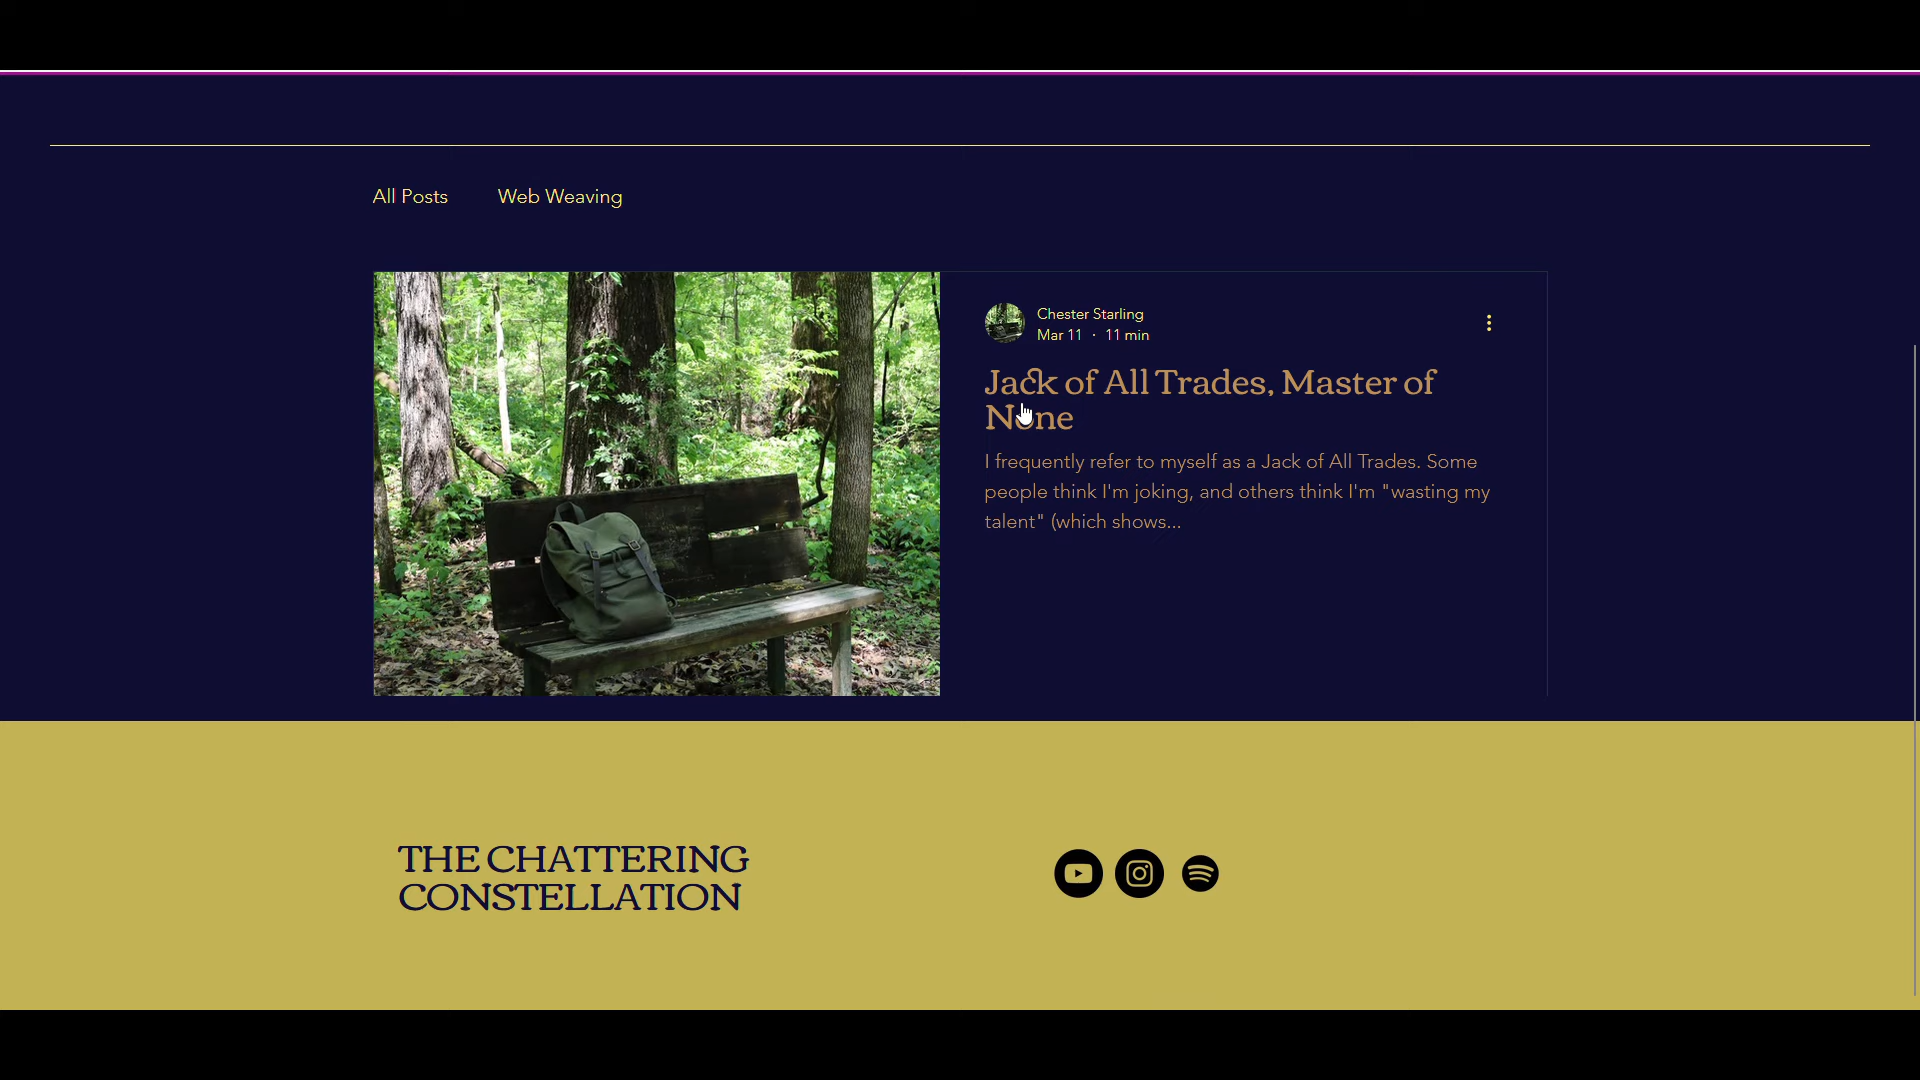 All Posts
Web Weaving
Chester Starling
Mar 11 · 11 min
Jack of All Trades, Master of
None
I frequently refer to myself as a Jack of All Trades. Some
people think I'm joking, and others think I'm "wasting my
talent" (which shows...
THE CHATTERING
CONSTELLATION